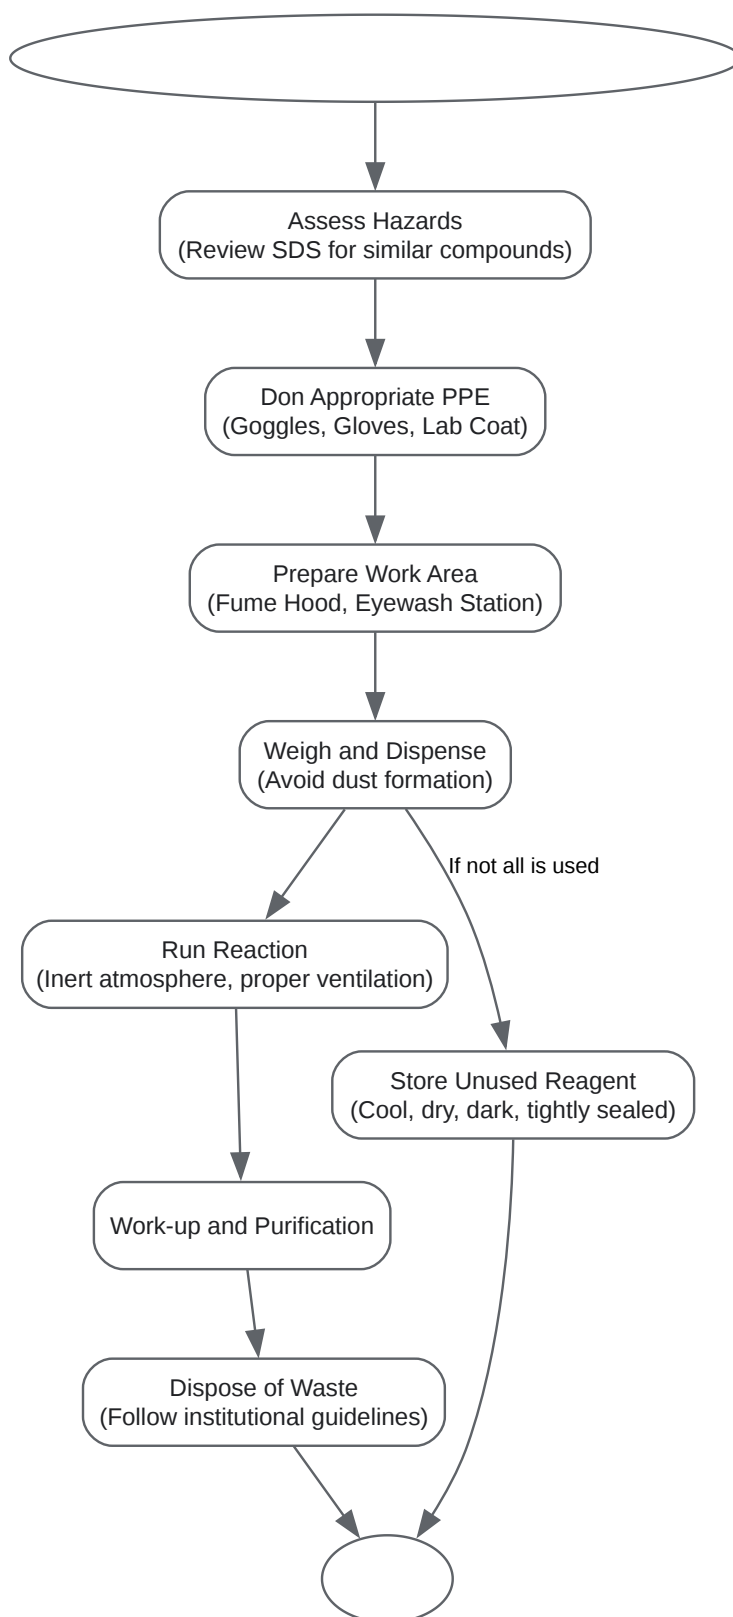 Assess Hazards
(Review SDS for similar compounds)
Don Appropriate PPE
(Goggles, Gloves, Lab Coat)
Prepare Work Area
(Fume Hood, Eyewash Station)
Weigh and Dispense
(Avoid dust formation)
If not all is used
Run Reaction
(Inert atmosphere, proper ventilation)
Store Unused Reagent
(Cool, dry, dark, tightly sealed)
Work-up and Purification
Dispose of Waste
(Follow institutional guidelines)